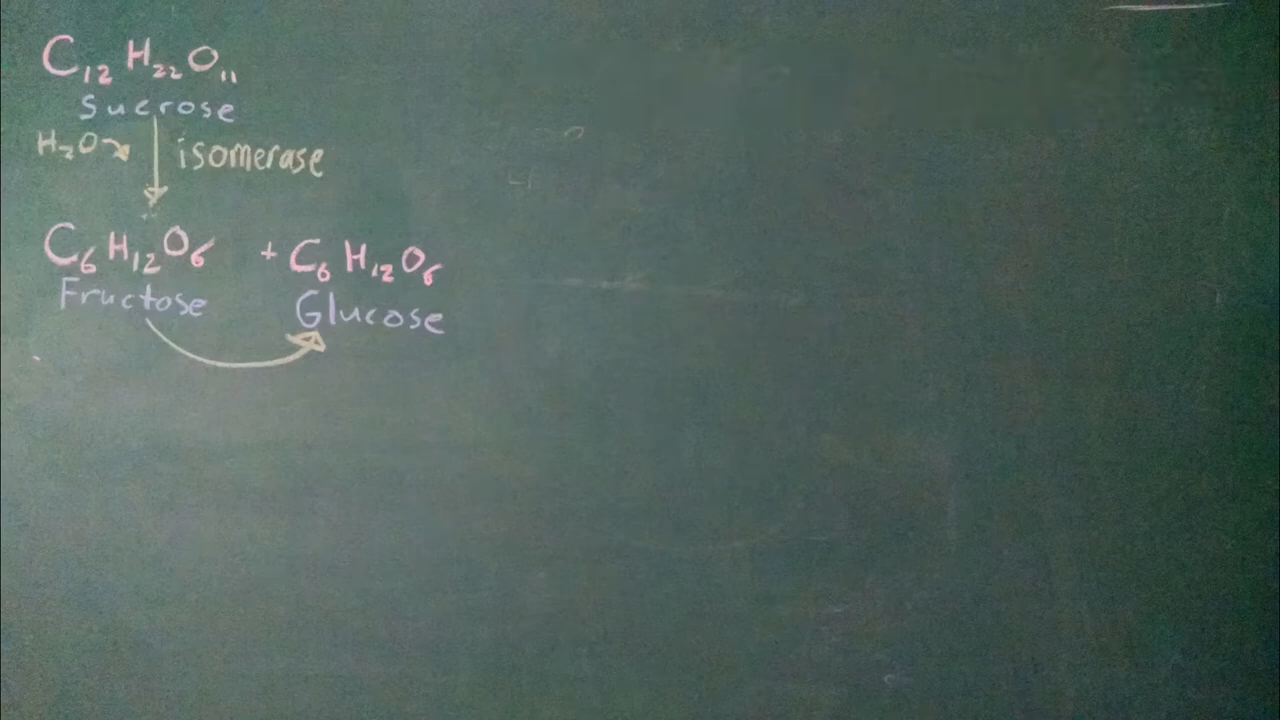 C₁₂H₂₂O₁₁
Sucrose
H₂O isomerase
C₆H₁₂O₆ + C₆H₁₂O₆
Fructose Glucose